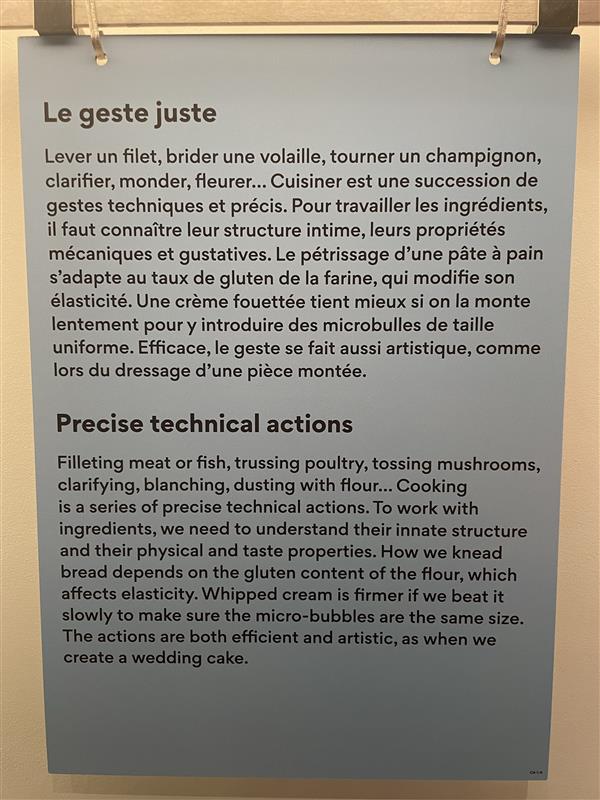 Le geste juste
Lever un filet, brider une volaille, tourner un champignon,
clarifier, monder, fleurer... Cuisiner est une succession de
gestes techniques et précis. Pour travailler les ingrédients,
il faut connaître leur structure intime, leurs propriétés
mécaniques et gustatives. Le pétrissage d'une pâte à pain
s'adapte au taux de gluten de la farine, qui modifie son
élasticité. Une crème fouettée tient mieux si on la monte
lentement pour y introduire des microbulles de taille
uniforme. Efficace, le geste se fait aussi artistique, comme
lors du dressage d'une pièce montée.
Precise technical actions
Filleting meat or fish, trussing poultry, tossing mushrooms,
clarifying, blanching, dusting with flour... Cooking
is a series of precise technical actions. To work with
ingredients, we need to understand their innate structure
and their physical and taste properties. How we knead
bread depends on the gluten content of the flour, which
affects elasticity. Whipped cream is firmer if we beat it
slowly to make sure the micro-bubbles are the same size.
The actions are both efficient and artistic, as when we
create a wedding cake.